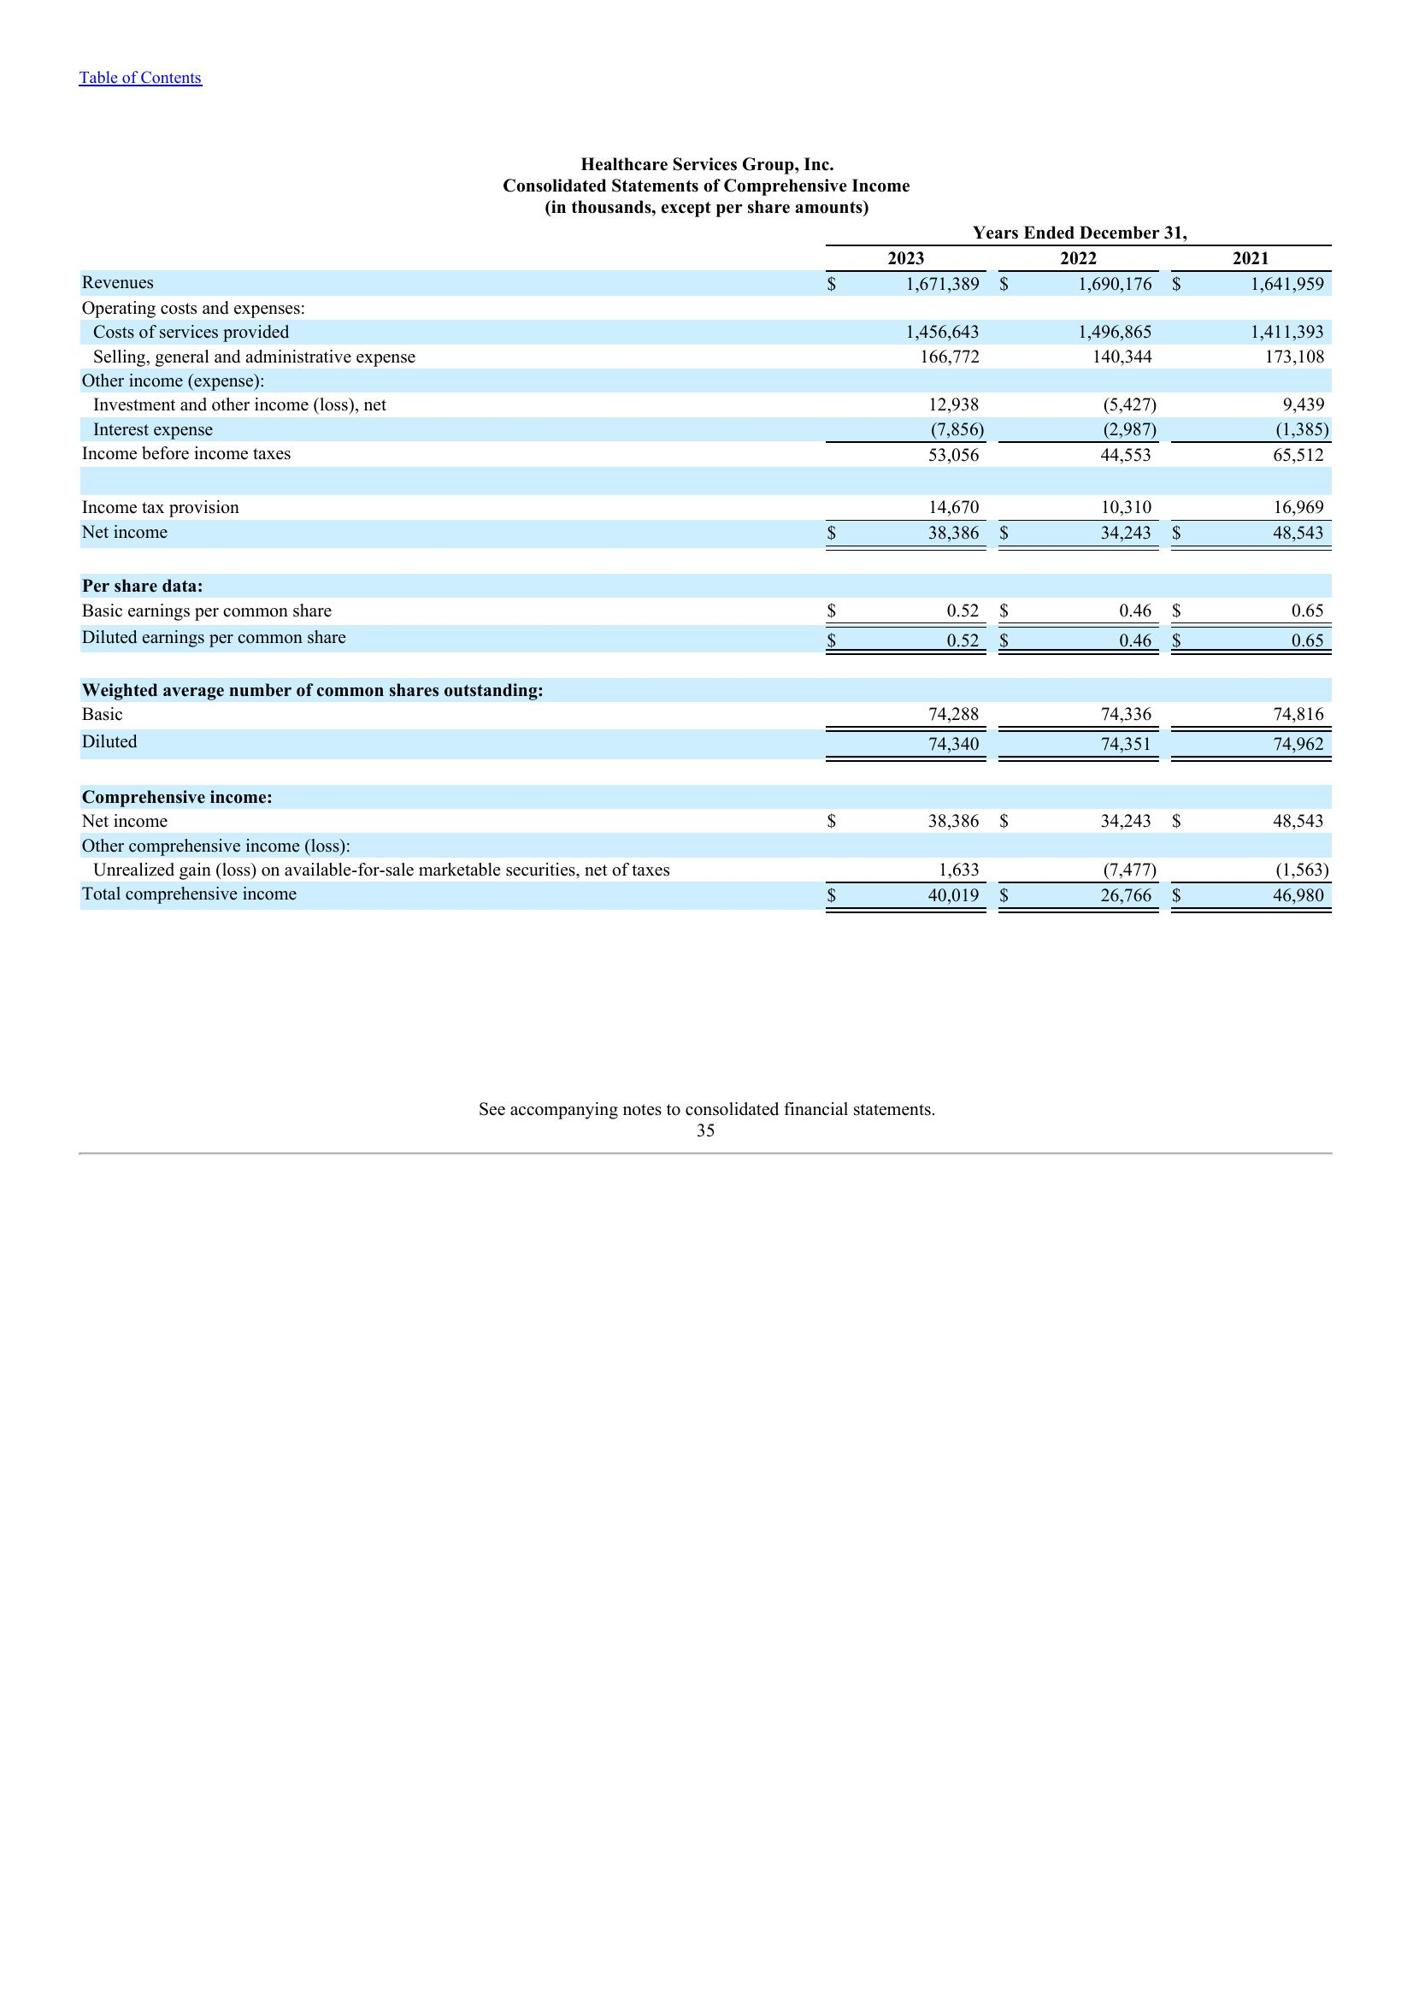 Table of Contents
Healthcare Services Group, Inc.
Consolidated Statements of Comprehensive Income
(in thousands, except per share amounts)
Years Ended December 31,
2023 2022 2021
Revenues $ 1,671,389 $ 1,690,176 $ 1,641,959
Operating costs and expenses:
Costs of services provided 1,456,643 1,496,865 1,411,393
Selling, general and administrative expense 166,772 140,344 173,108
Other income (expense):
Investment and other income (loss), net 12,938 (5,427) 9,439
Interest expense (7,856) (2,987) (1,385)
Income before income taxes 53,056 44,553 65,512
Income tax provision 14,670 10,310 16,969
Net income $ 38,386 $ 34,243 $ 48,543
Per share data:
Basic earnings per common share $ 0.52 $ 0.46 $ 0.65
Diluted earnings per common share $ 0.52 $ 0.46 $ 0.65
Weighted average number of common shares outstanding:
Basic 74,288 74,336 74,816
Diluted 74,340 74,351 74,962
Comprehensive income:
Net income $ 38,386 $ 34,243 $ 48,543
Other comprehensive income (loss):
Unrealized gain (loss) on available-for-sale marketable securities, net of taxes 1,633 (7,477) (1,563)
Total comprehensive income $ 40,019 $ 26,766 $ 46,980
See accompanying notes to consolidated financial statements.
35